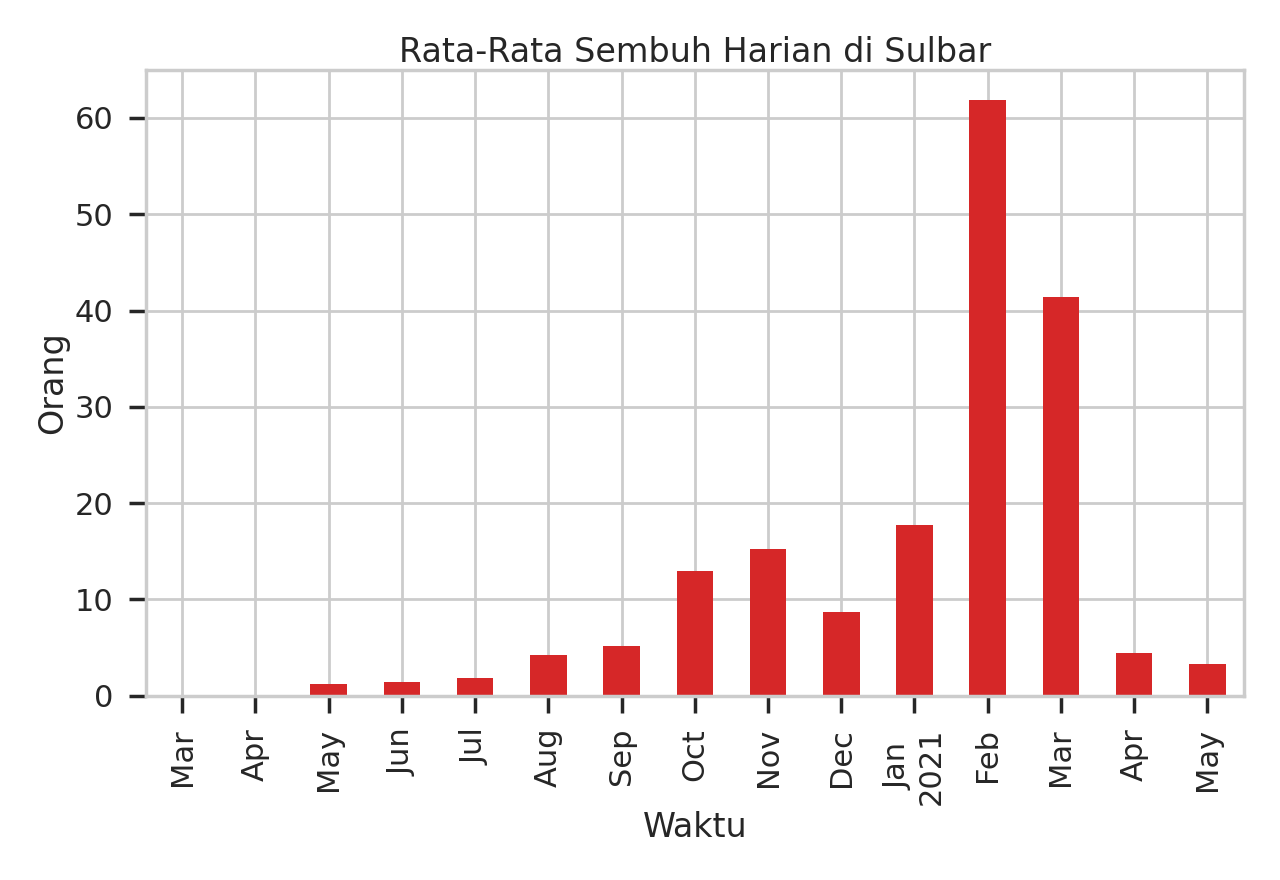 Rata-Rata Sembuh Harian di Sulbar
60
50
40
30
20
10
0
Orang
Mar
Apr
May
Jun
Jul
Aug
Sep
Oct
Nov
Dec
Jan
2021
Feb
Mar
Apr
May
Waktu